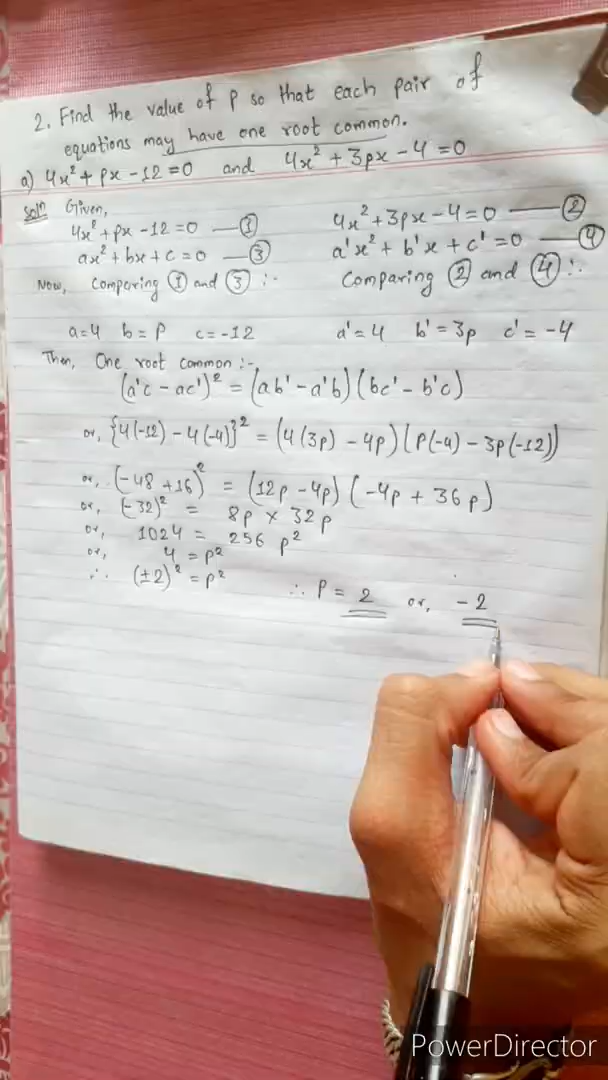 2. Find the value of P so that each pair of
equations may have one root common.
a) 4x² + px - 12 = 0 and 4x² + 3px - 4 = 0
Solⁿ Given,
4x² + px - 12 = 0 — ①
4x² + 3px - 4 = 0 — ②
ax² + bx + c = 0 — ③
a'x² + b'x + c' = 0 — ④
Now, Comparing ① and ③ :-
Comparing ② and ④ :-
a=4 b=P c=-12
a'=4 b'=3p c'=-4
Then, One root common :-
(a'c - ac')² = (ab' - a'b) (bc' - b'c)
or, {4(-12) - 4(-4)}² = (4(3p) - 4p) (P(-4) - 3p(-12))
or, (-48 +16)² = (12p - 4p) (-4p + 36p)
or, (-32)² = 8p × 32p
or, 1024 = 256 p²
or, 4 = p²
∴ (±2)² = p² ∴ P = 2 or, -2
PowerDirector